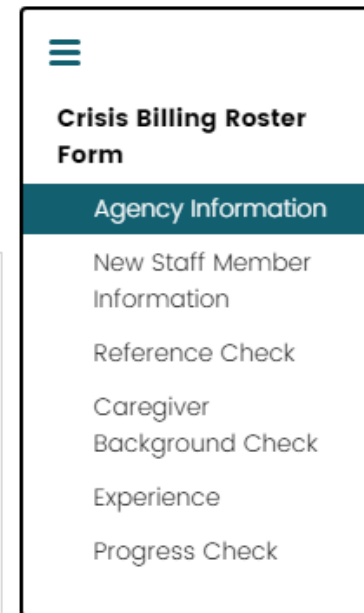 Crisis Billing Roster
Form
Agency Information
New Staff Member
Information
Reference Check
Caregiver
Background Check
Experience
Progress Check